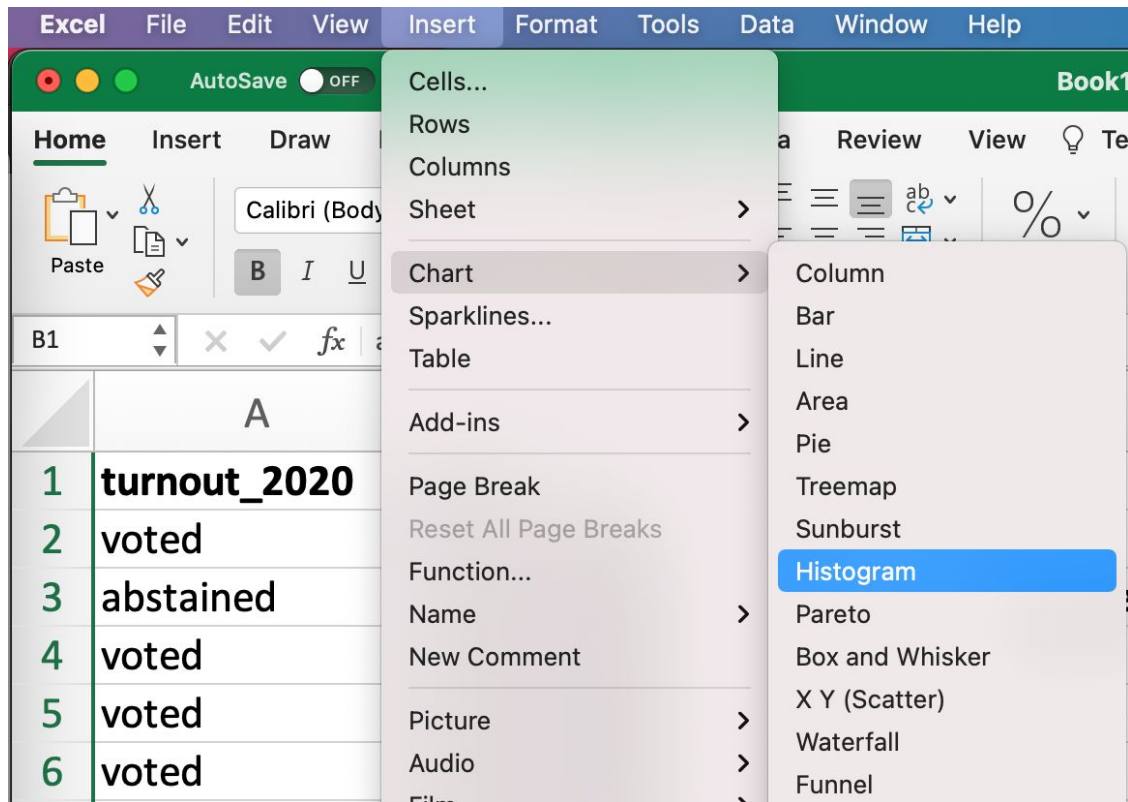 Excel File Edit View Insert Format Tools Data Window Help
AutoSave OFF Book1
Home Insert Draw Review View Te
Calibri (Body
Paste B I U
B1 fx
A
1 turnout_2020
2 voted
3 abstained
4 voted
5 voted
6 voted
Cells...
Rows
Columns
Sheet
Chart
Sparklines...
Table
Add-ins
Page Break
Reset All Page Breaks
Function...
Name
New Comment
Picture
Audio
Column
Bar
Line
Area
Pie
Treemap
Sunburst
Histogram
Pareto
Box and Whisker
X Y (Scatter)
Waterfall
Funnel